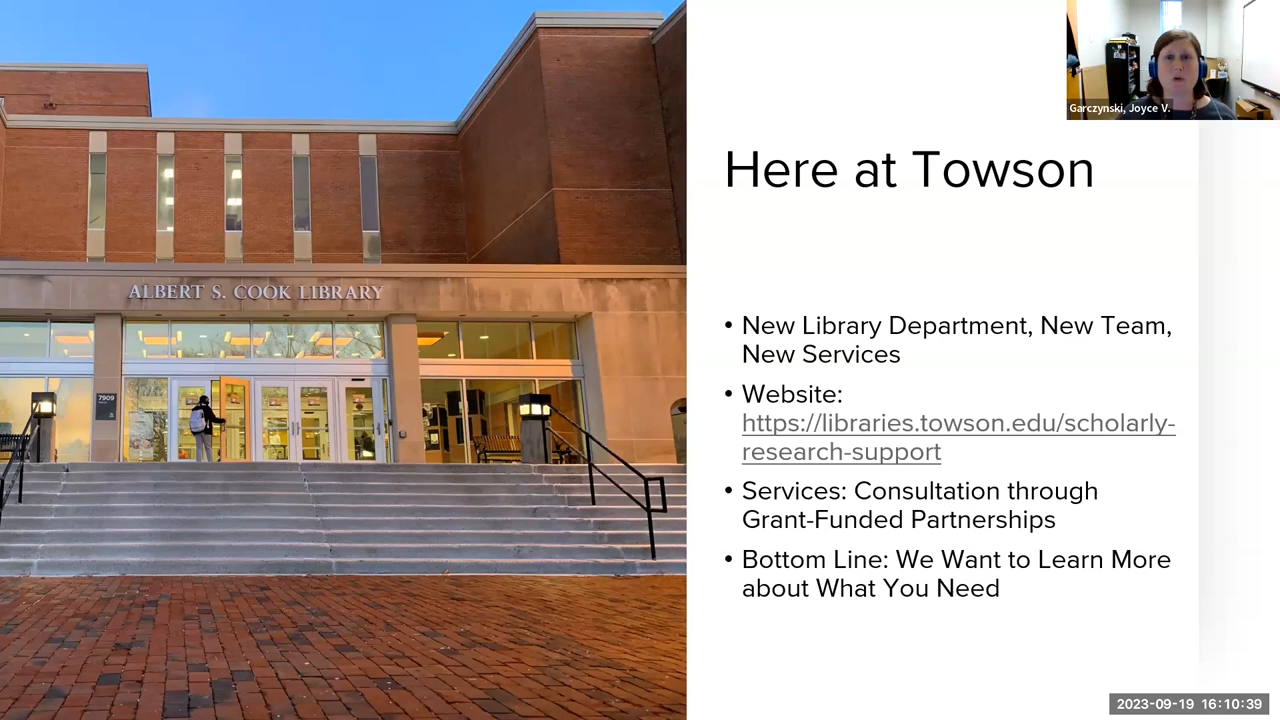 Garczynski, Joyce V.
Here at Towson
ALBERT S. COOK LIBRARY
7909
• New Library Department, New Team,
New Services
• Website:
https://libraries.towson.edu/scholarly-
research-support
• Services: Consultation through
Grant-Funded Partnerships
• Bottom Line: We Want to Learn More
about What You Need
2023-09-19 16:10:39